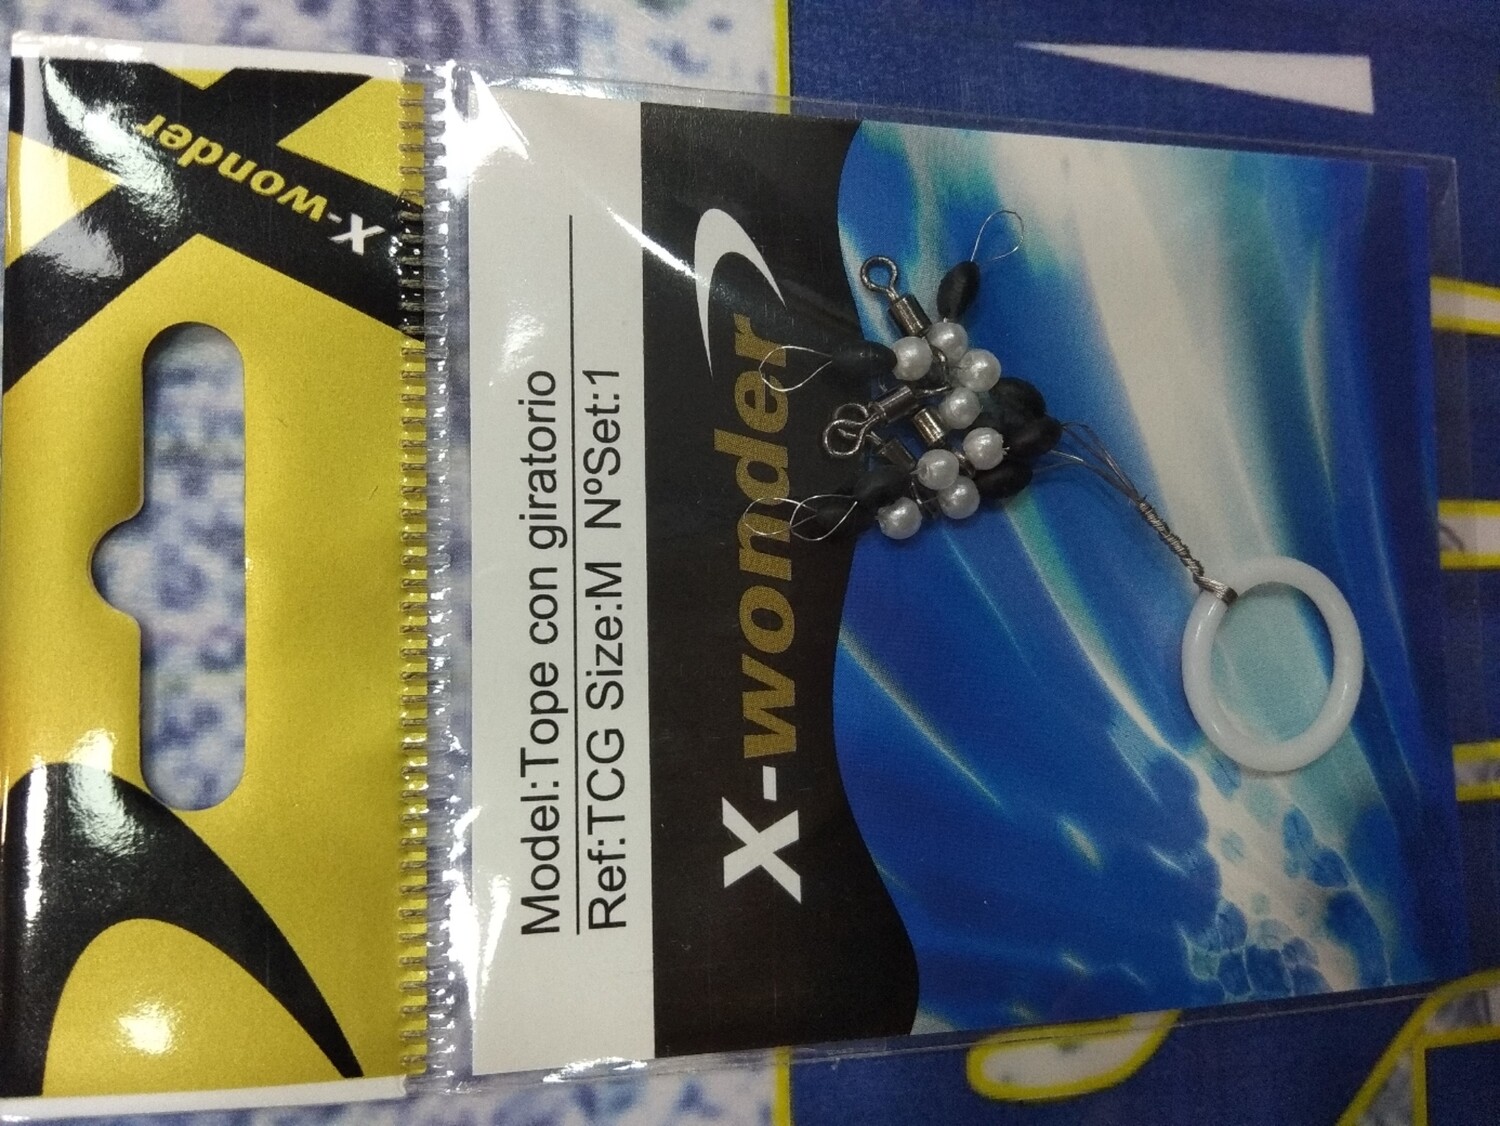 X-wonder
Model:Tope con giratorio
Ref:TCG Size:M NºSet:1
X-wonder